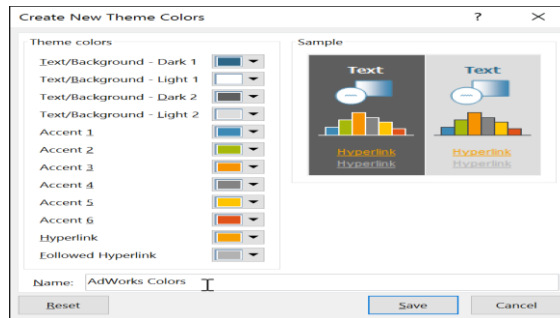 Create New Theme Colors ?
Theme colors
Text/Background - Dark 1
Text/Background - Light 1
Text/Background - Dark 2
Text/Background - Light 2
Accent 1
Accent 2
Accent 3
Accent 4
Accent 5
Accent 6
Hyperlink
Followed Hyperlink
Sample
Text Text
Hyperlink Hyperlink
Hyperlink Hyperlink
Name: AdWorks Colors
Reset Save Cancel